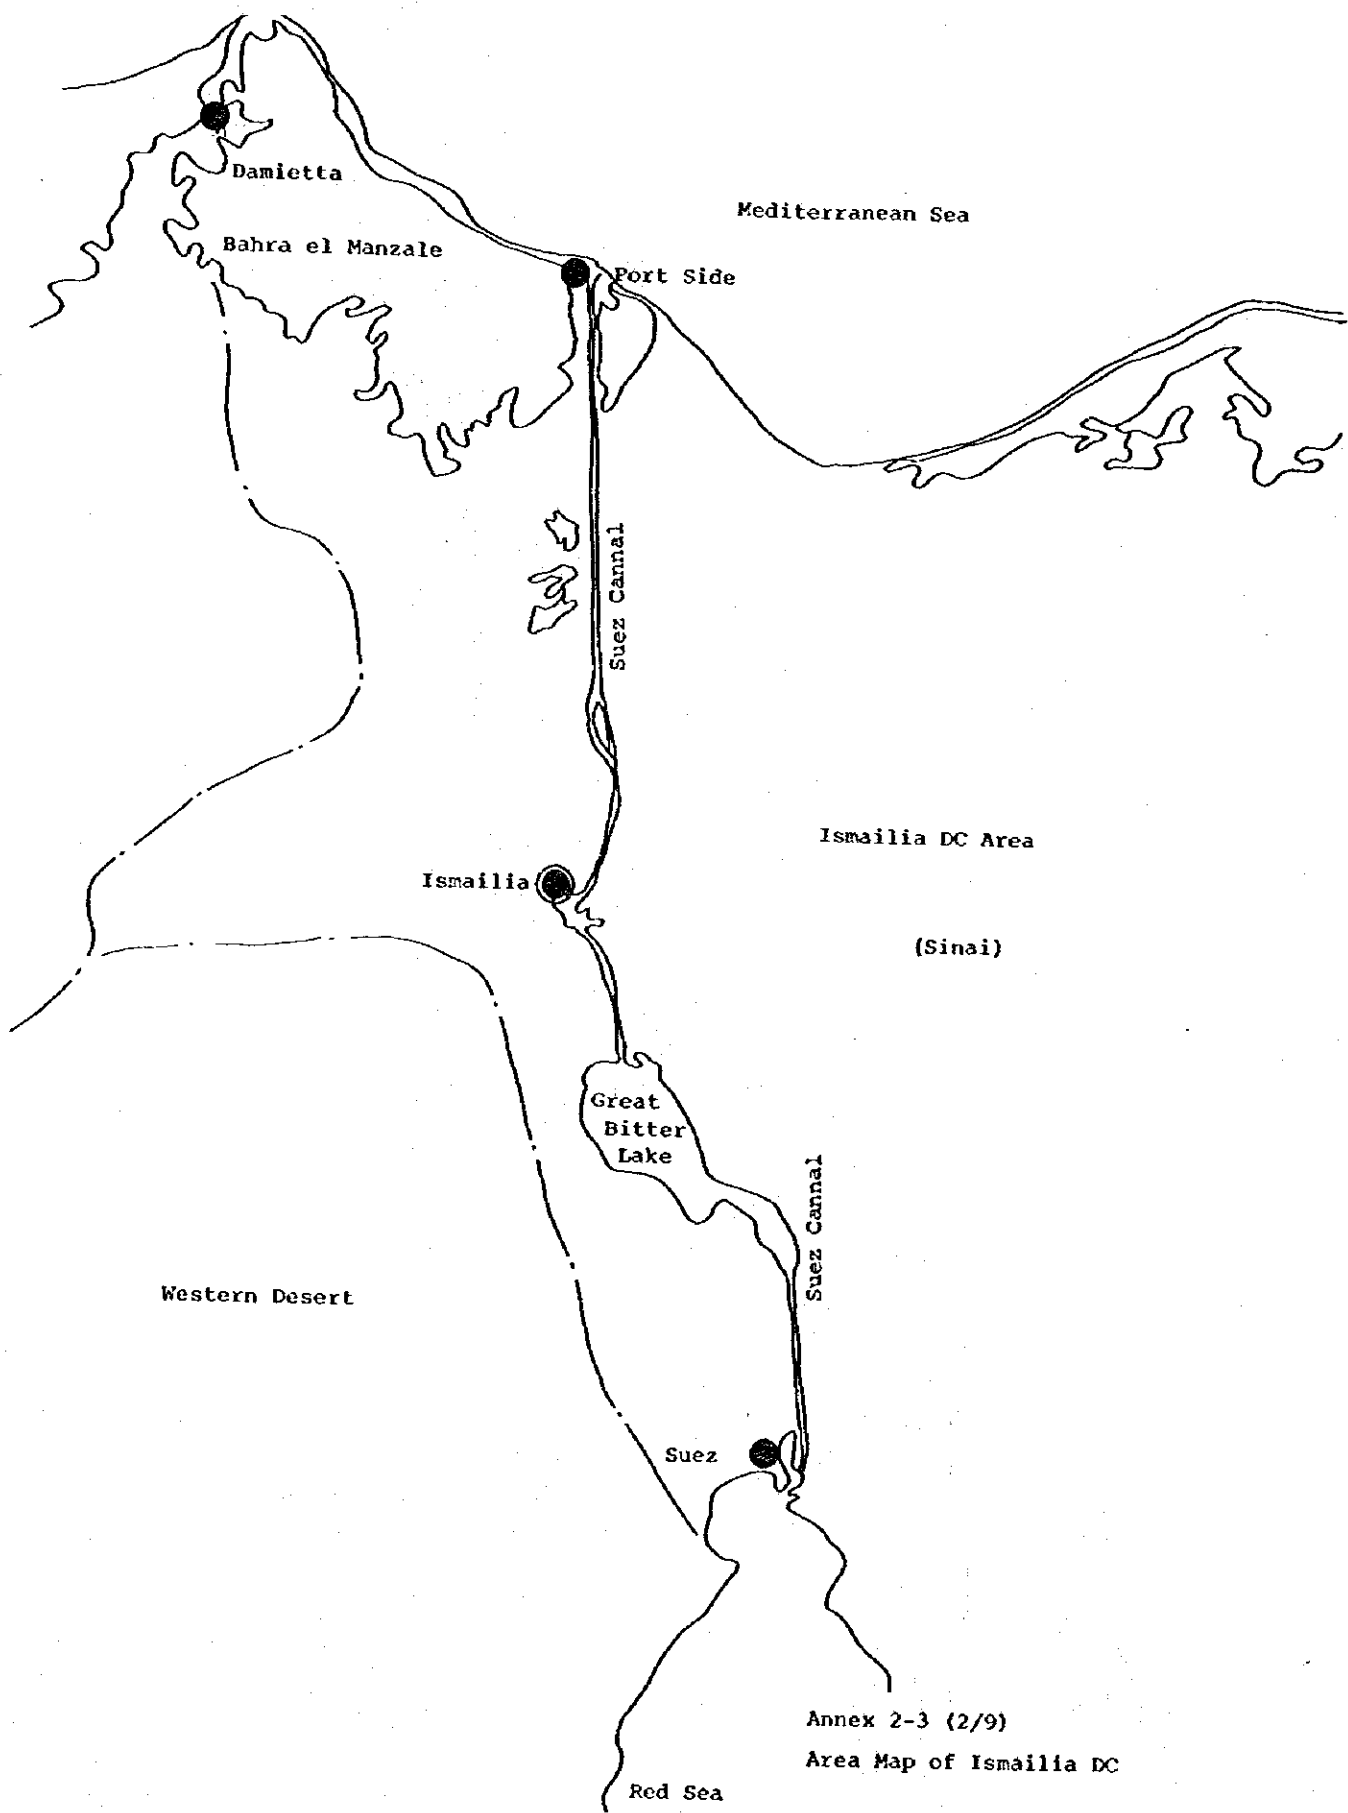 Damietta
Mediterranean Sea
Bahra el Manzale
Port Side
Suez Cannal
Ismailia DC Area
Ismailia
(Sinai)
Great
Bitter
Lake
Suez Cannal
Western Desert
Suez
Annex 2-3 (2/9)
Area Map of Ismailia DC
Red Sea